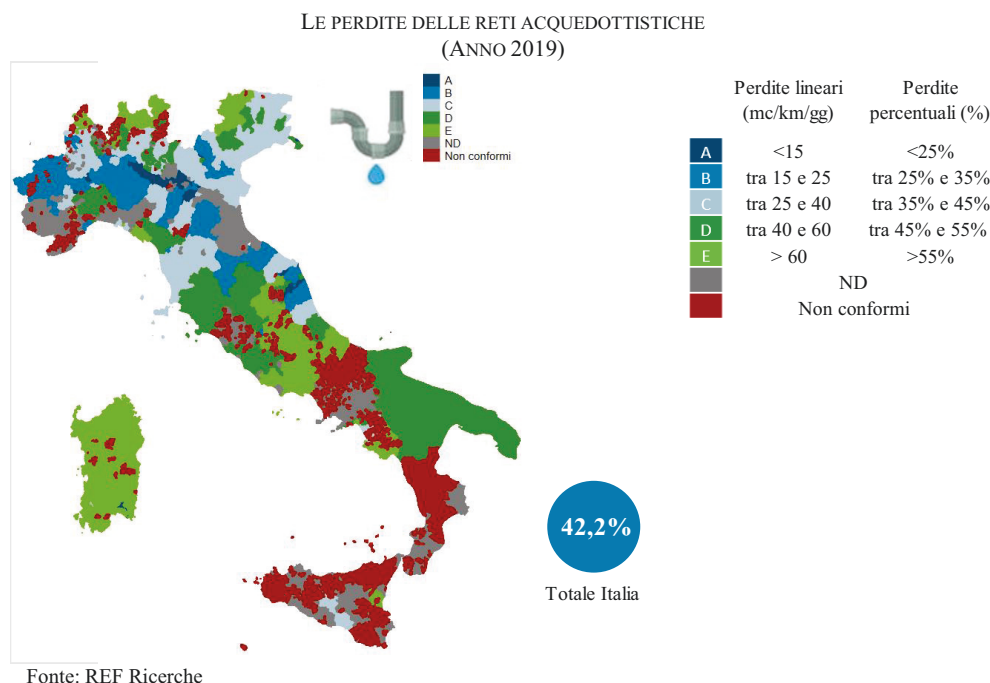 LE PERDITE DELLE RETI ACQUEDOTTISTICHE
(ANNO 2019)
A
B
C
D
E
ND
Non conformi
Perdite lineari (mc/km/gg) Perdite percentuali (%)
A <15 <25%
B tra 15 e 25 tra 25% e 35%
C tra 25 e 40 tra 35% e 45%
D tra 40 e 60 tra 45% e 55%
E > 60 >55%
ND
Non conformi
42,2%
Totale Italia
Fonte: REF Ricerche